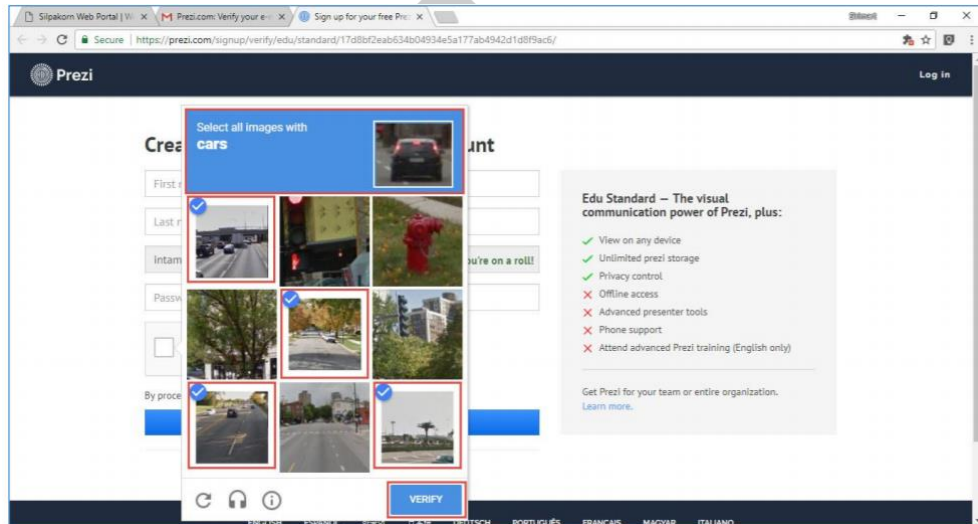 Silpakorn Web Portal | W
Prezi.com: Verify your e-
Sign up for your free Pre
Secure
https://prezi.com/signup/verify/edu/standard/17d8bf2eab634b04934e5a177ab4942d1d8f9ac6/
Prezi
Log in
Select all images with
cars
Crea
unt
First
Last
Intam
ou're on a roll!
Passw
By proce
VERIFY
Edu Standard — The visual
communication power of Prezi, plus:
View on any device
Unlimited prezi storage
Privacy control
Offline access
Advanced presenter tools
Phone support
Attend advanced Prezi training (English only)
Get Prezi for your team or entire organization.
Learn more.
ENGLISH ESPAÑOL DEUTSCH PORTUGUÊS FRANÇAIS MAGYAR ITALIANO